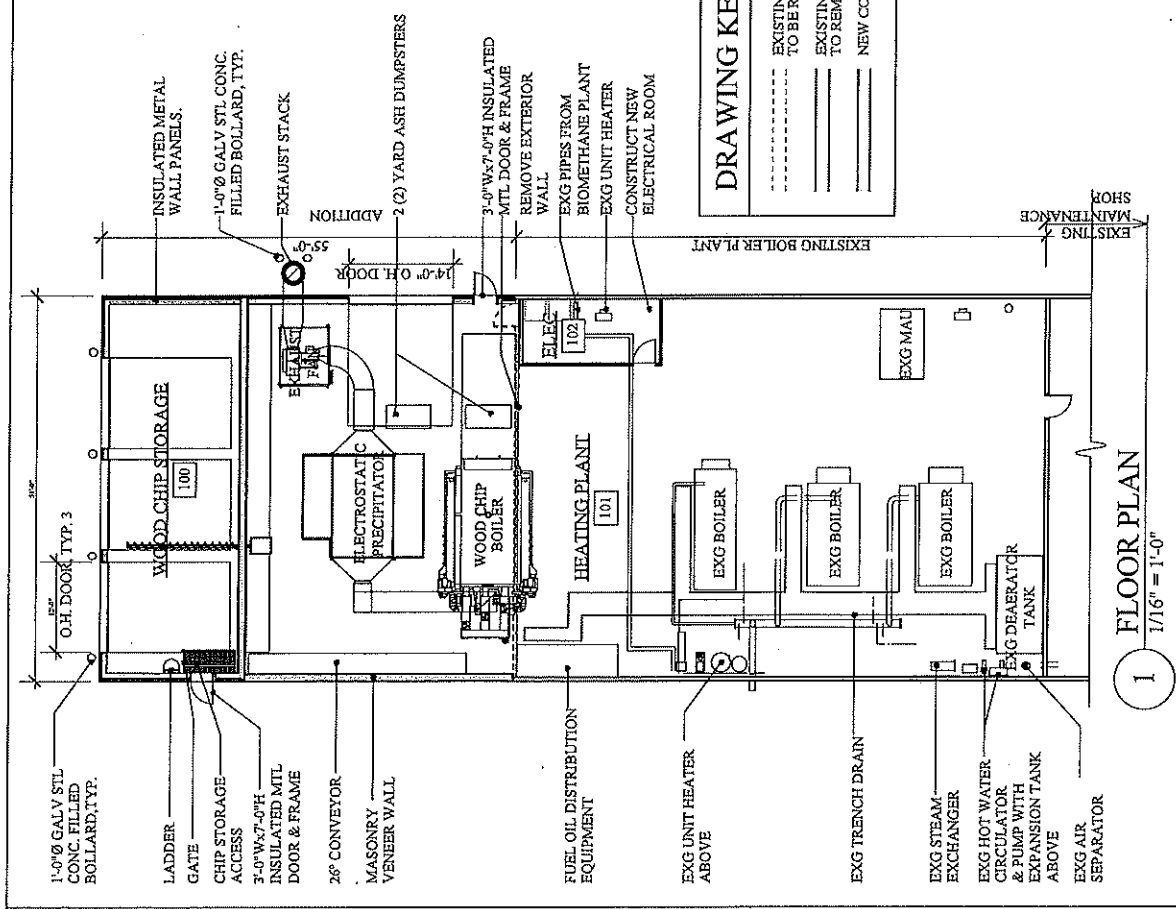 1'-0"Ø GALV STL
CONC. FILLED
BOLLARD,TYP.
LADDER
GATE
CHIP STORAGE
ACCESS
3'-0"Wx7-0"H
INSULATED MTL
DOOR & FRAME
26° CONVEYOR
MASONRY
VENEER WALL
FUEL OIL DISTRIBUTION
EQUIPMENT
EXG UNIT HEATER
ABOVE
EXG TRENCH DRAIN
EXG STEAM
EXCHANGER
EXG HOT WATER
CIRCULATOR
& PUMP WITH
EXPANSION TANK
ABOVE
EXG AIR
SEPARATOR
O.H. DOOR, TYP. 3
WOOD CHIP STORAGE
100
EXHAUST
FAN
ELECTROSTATIC
PRECIPITATOR
WOOD CHIP
BOILER
HEATING PLANT
101
ELEC
102
EXG BOILER
EXG BOILER
EXG BOILER
EXG MAU
EXG DEAERATOR
TANK
55'-0"
ADDITION
14'-0" O.H. DOOR
EXISTING BOILER PLANT
EXISTING
MAINTENANCE
SHOP
INSULATED METAL
WALL PANELS.
1'-0"Ø GALV STL CONC.
FILLED BOLLARD, TYP.
EXHAUST STACK
2 (2) YARD ASH DUMPSTERS
3'-0"Wx7'-0"H INSULATED
MTL DOOR & FRAME
REMOVE EXTERIOR
WALL
EXG PIPES FROM
BIOMETHANE PLANT
EXG UNIT HEATER
CONSTRUCT NEW
ELECTRICAL ROOM
DRAWING KE
EXISTIN
TO BE R
EXISTIN
TO REM
NEW CO
1
FLOOR PLAN
1/16" = 1'-0"